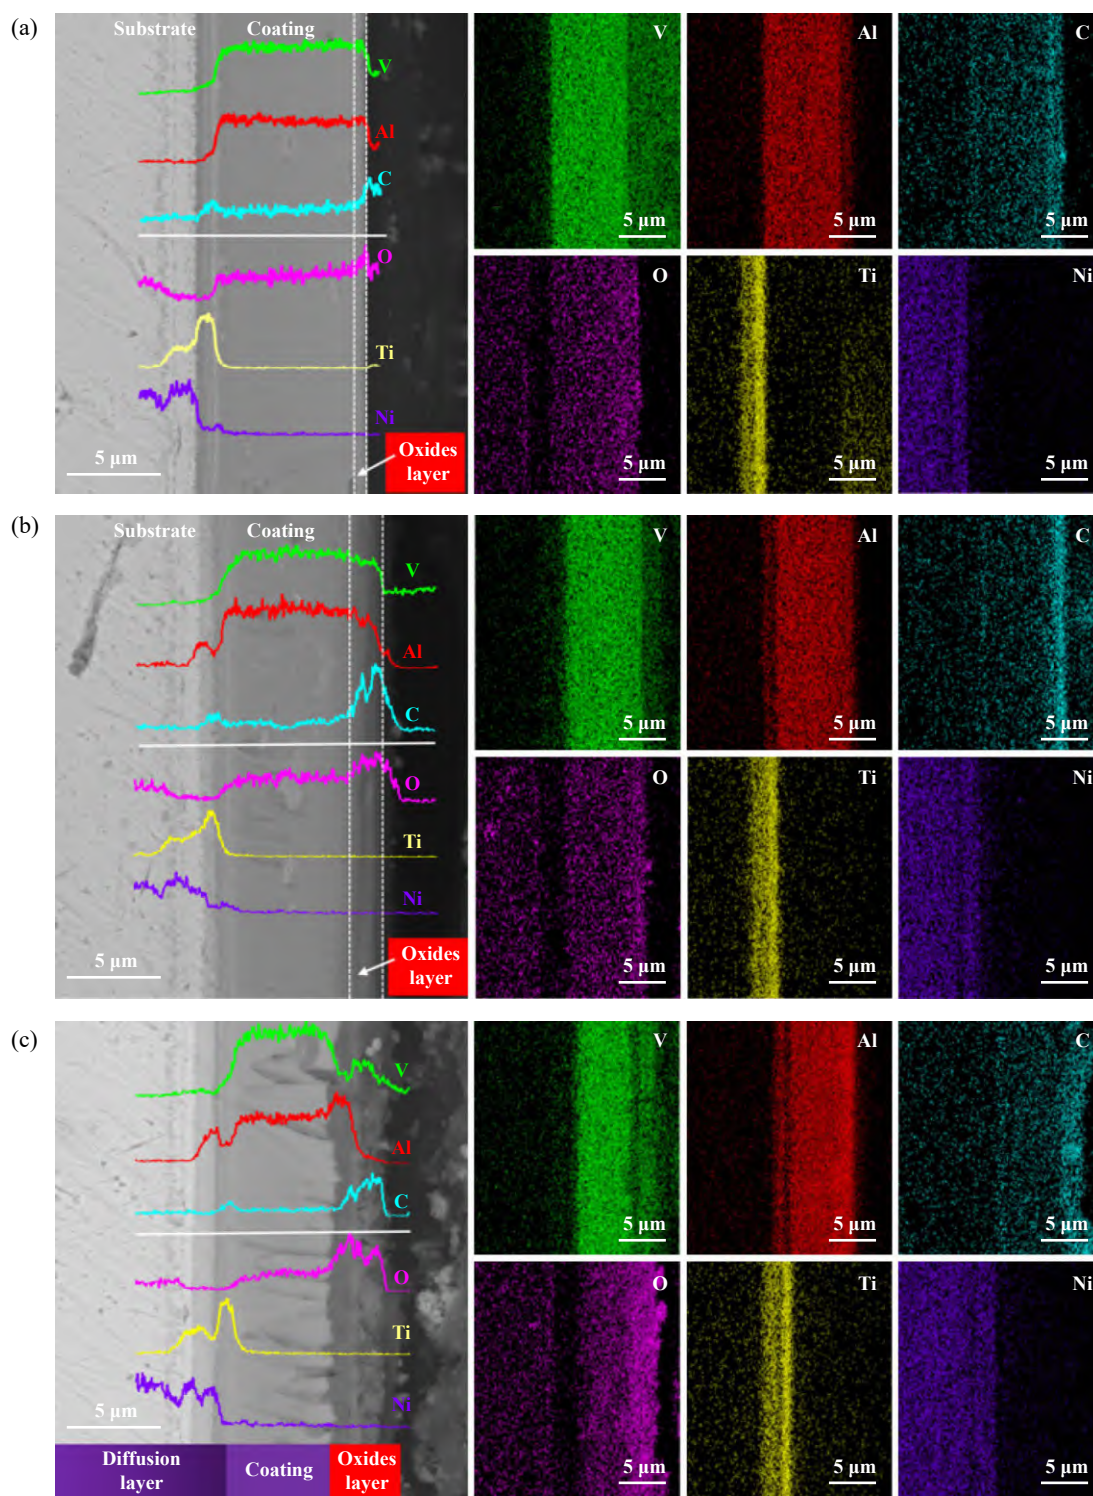 (a)
Substrate Coating
V
Al
C
O
Ti
Ni
5 μm
Oxides
layer
V
5 μm
Al
5 μm
C
5 μm
O
5 μm
Ti
5 μm
Ni
5 μm
(b)
Substrate Coating
V
Al
C
O
Ti
Ni
5 μm
Oxides
layer
V
5 μm
Al
5 μm
C
5 μm
O
5 μm
Ti
5 μm
Ni
5 μm
(c)
V
Al
C
O
Ti
Ni
5 μm
Diffusion
layer
Coating
Oxides
layer
V
5 μm
Al
5 μm
C
5 μm
O
5 μm
Ti
5 μm
Ni
5 μm